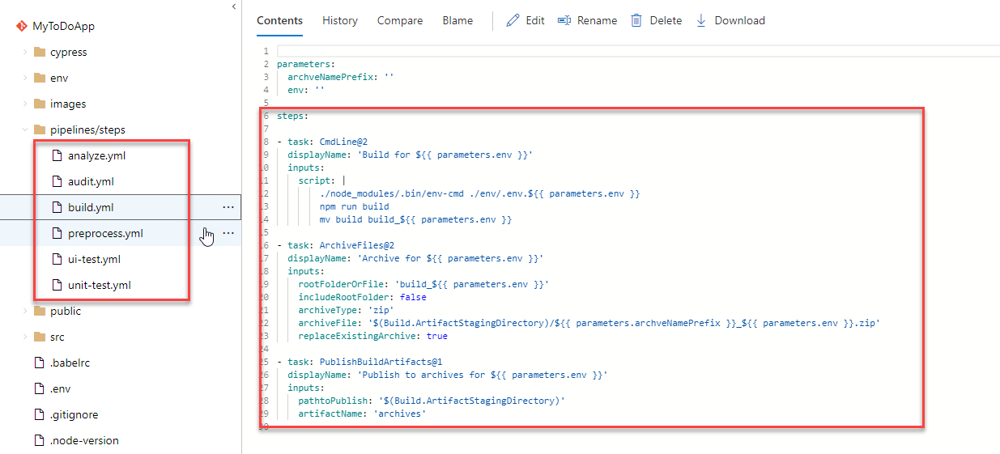 MyToDoApp
cypress
env
images
pipelines/steps
analyze.yml
audit.yml
build.yml
preprocess.yml
ui-test.yml
unit-test.yml
public
src
.babelrc
.env
.gitignore
.node-version
Contents History Compare Blame Edit Rename Delete Download
1
2 parameters:
3   archveNamePrefix: ''
4   env: ''
5
6 steps:
7
8 - task: CmdLine@2
9   displayName: 'Build for ${{ parameters.env }}'
10   inputs:
11     script: |
12         ./node_modules/.bin/env-cmd ./env/.env.${{ parameters.env }}
13         npm run build
14         mv build build_${{ parameters.env }}
15
16 - task: ArchiveFiles@2
17   displayName: 'Archive for ${{ parameters.env }}'
18   inputs:
19     rootFolderOrFile: 'build_${{ parameters.env }}'
20     includeRootFolder: false
21     archiveType: 'zip'
22     archiveFile: '$(Build.ArtifactStagingDirectory)/${{ parameters.archveNamePrefix }}_${{ parameters.env }}.zip'
23     replaceExistingArchive: true
24
25 - task: PublishBuildArtifacts@1
26   displayName: 'Publish to archives for ${{ parameters.env }}'
27   inputs:
28     pathtoPublish: '$(Build.ArtifactStagingDirectory)'
29     artifactName: 'archives'
30